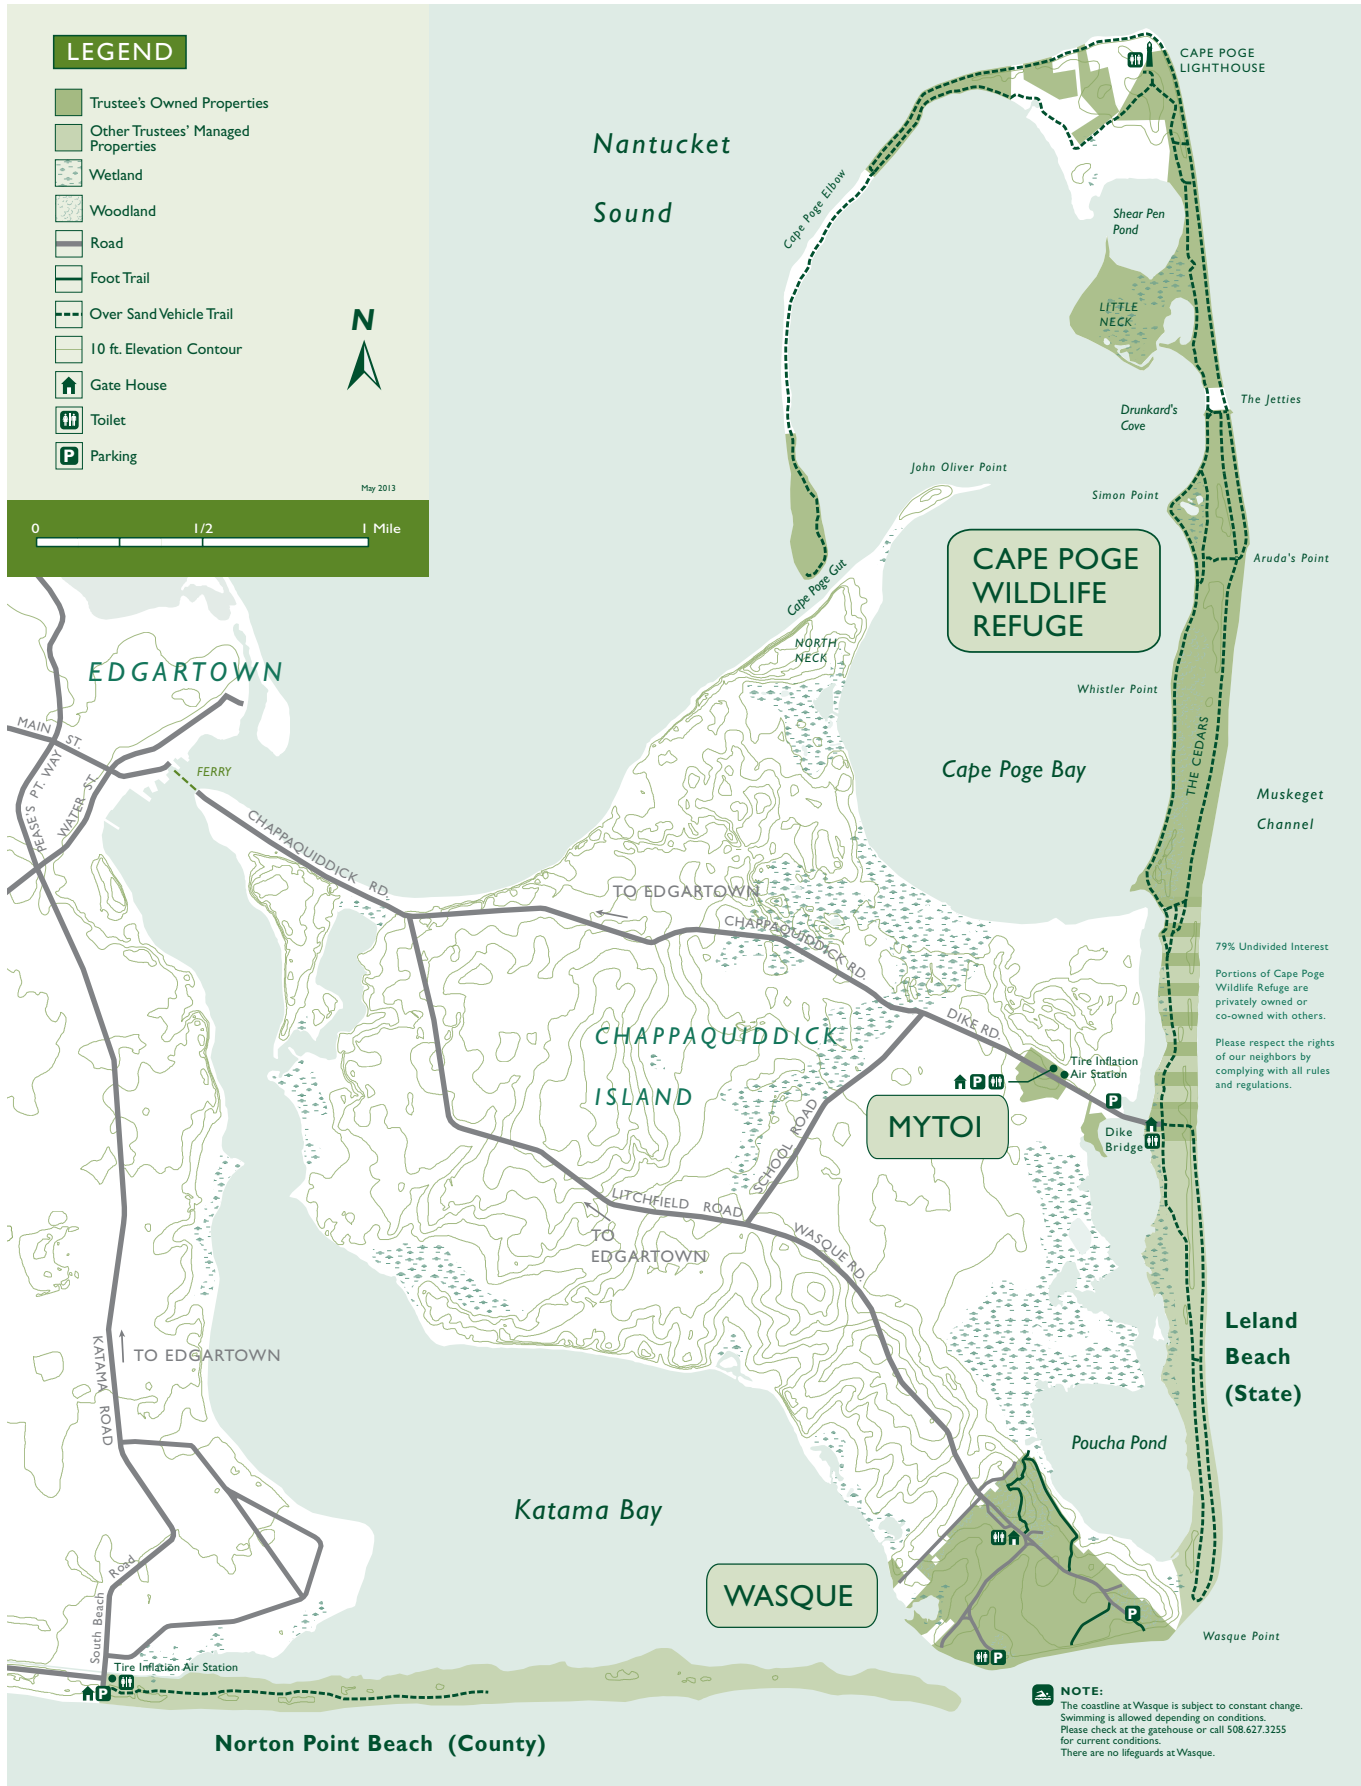 LEGEND
Trustee's Owned Properties
Other Trustees' Managed
Properties
Wetland
Woodland
Road
Foot Trail
Over Sand Vehicle Trail
10 ft. Elevation Contour
Gate House
Toilet
P
Parking
N
May 2013
0 1/2 1 Mile
Nantucket
Sound
CAPE POGE
LIGHTHOUSE
Cape Poge Elbow
Shear Pen
Pond
LITTLE
NECK
The Jetties
Drunkard's
Cove
John Oliver Point
Simon Point
CAPE POGE
WILDLIFE
REFUGE
Aruda's Point
Cape Poge Gut
NORTH
NECK
Whistler Point
THE CEDARS
Cape Poge Bay
Muskeget
Channel
EDGARTOWN
MAIN ST.
PEASE'S PT. WAY
WATER ST.
FERRY
CHAPPAQUIDDICK RD.
TO EDGARTOWN
CHAPPAQUIDDICK RD.
79% Undivided Interest
Portions of Cape Poge
Wildlife Refuge are
privately owned or
co-owned with others.
Please respect the rights
of our neighbors by
complying with all rules
and regulations.
CHAPPAQUIDDICK
ISLAND
DIKE RD.
Tire Inflation
Air Station
P
P
MYTOI
Dike
Bridge
SCHOOL ROAD
LITCHFIELD ROAD
TO
EDGARTOWN
WASQUE RD.
KATAMA ROAD
TO EDGARTOWN
Leland
Beach
(State)
Poucha Pond
Katama Bay
WASQUE
P
P
Wasque Point
South Beach Road
Tire Inflation Air Station
P
Norton Point Beach (County)
NOTE:
The coastline at Wasque is subject to constant change.
Swimming is allowed depending on conditions.
Please check at the gatehouse or call 508.627.3255
for current conditions.
There are no lifeguards at Wasque.